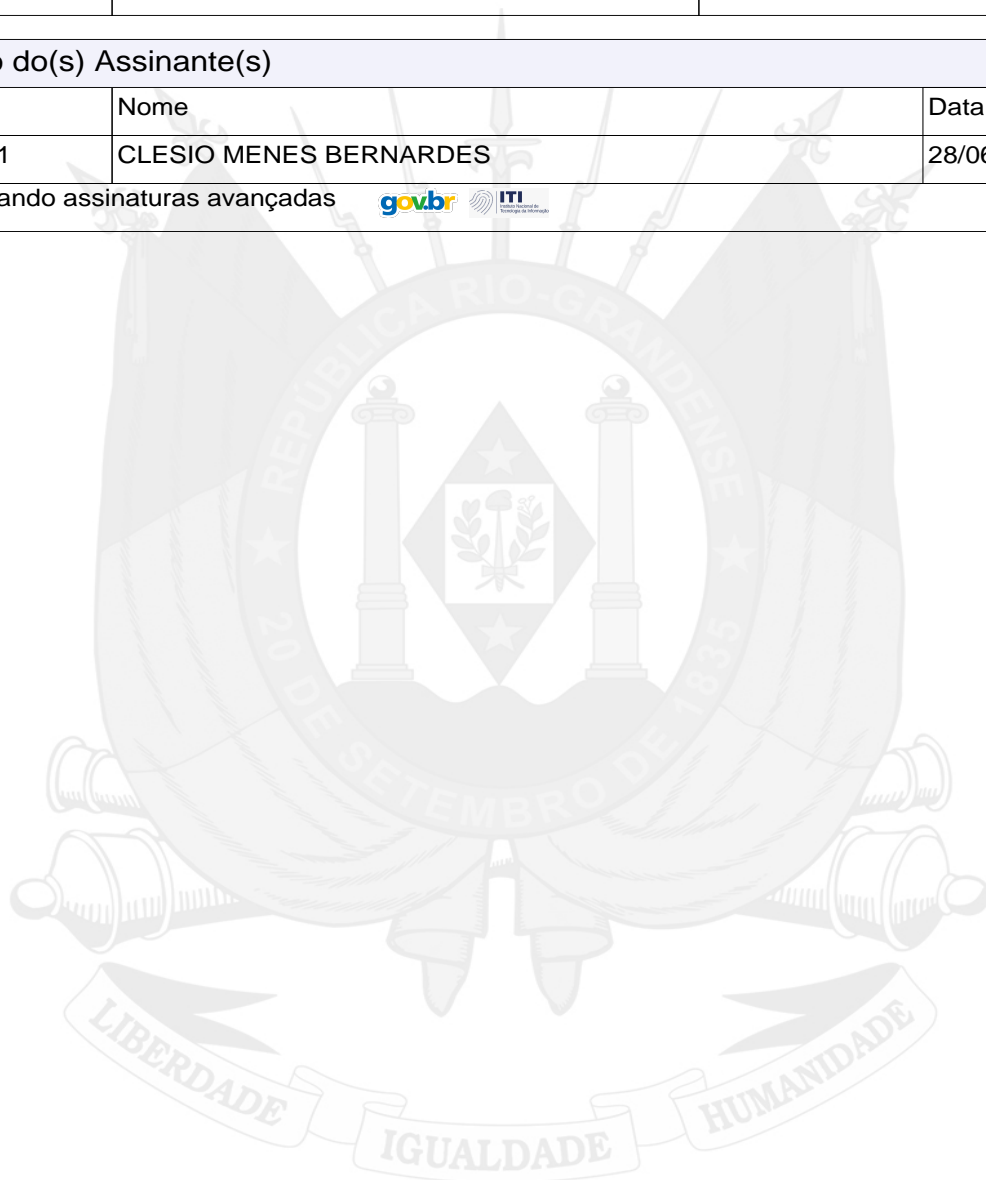 o do(s) Assinante(s)
Nome Data
1 CLESIO MENES BERNARDES 28/06
ando assinaturas avançadas gov.br ITI
REPÚBLICA RIO-GRANDENSE
20 DE SETEMBRO DE 1835
LIBERDADE IGUALDADE HUMANIDADE